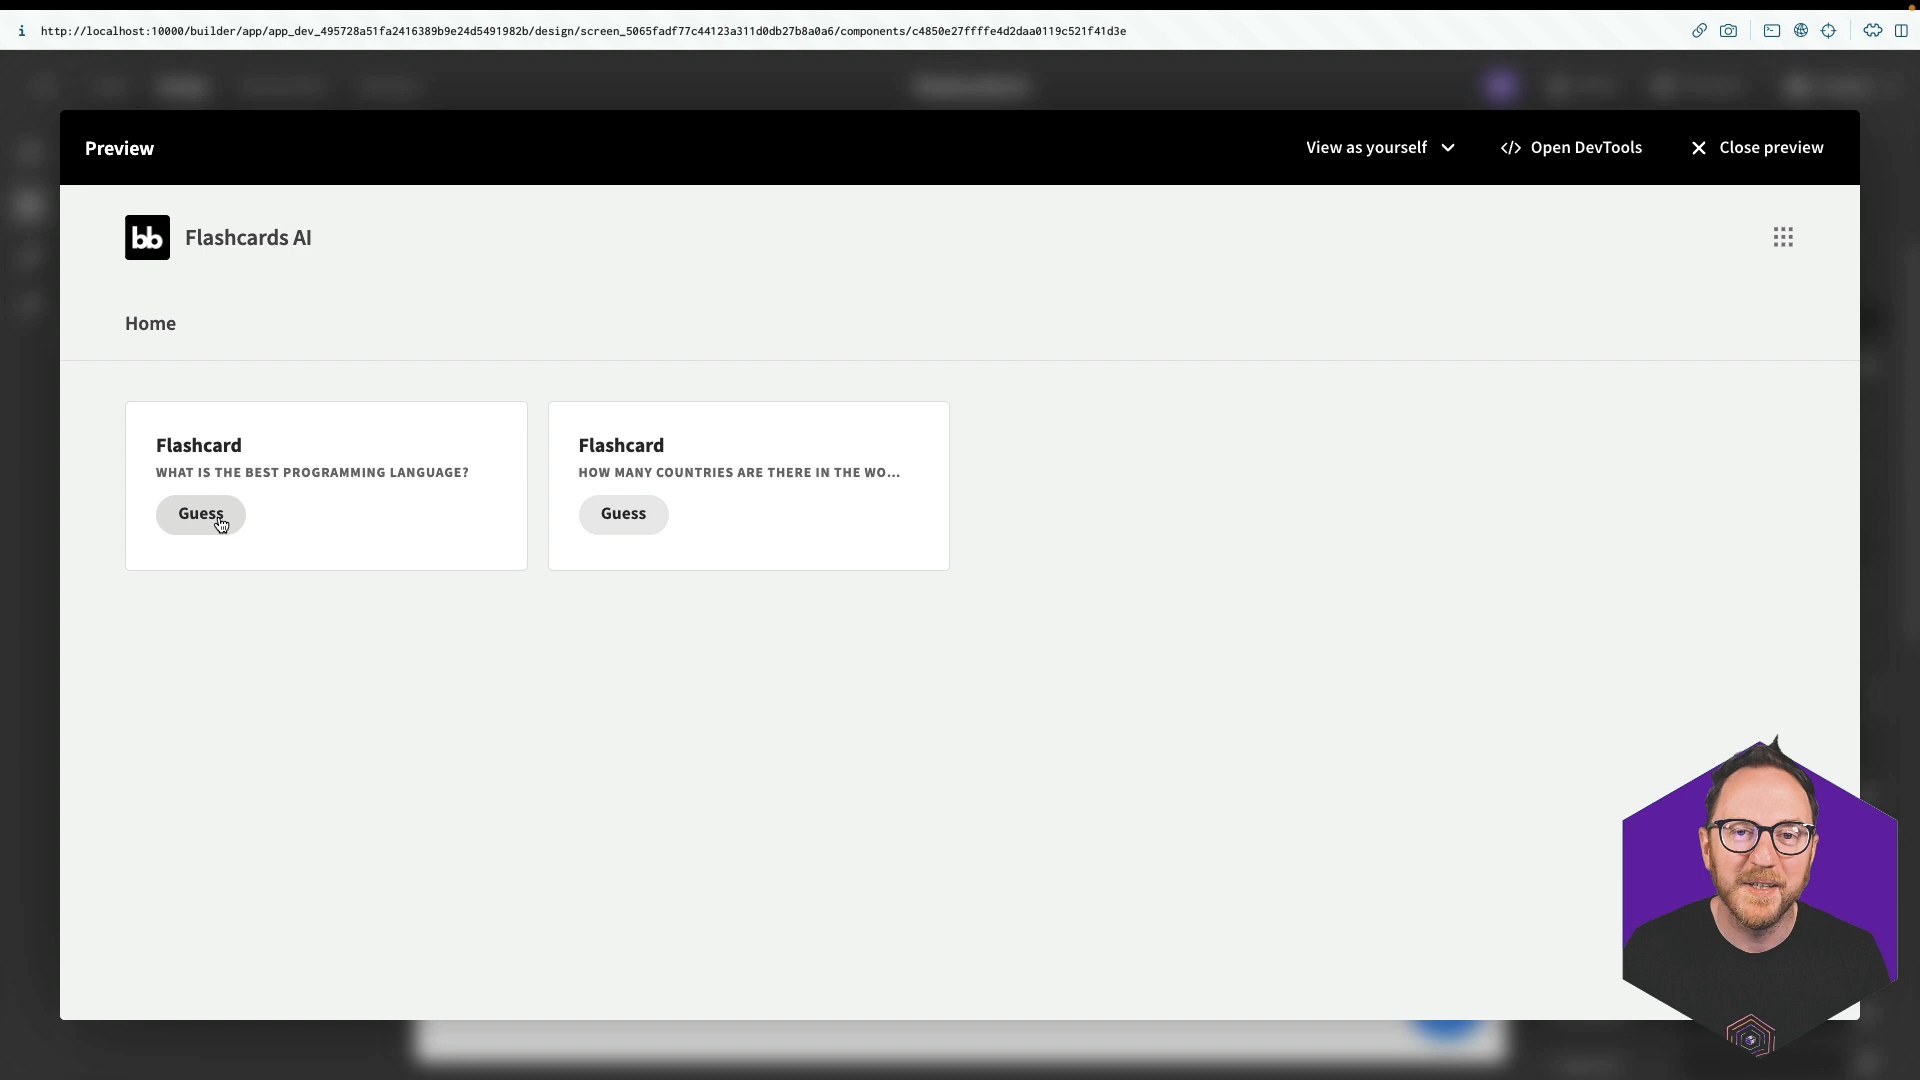 http://localhost:10000/builder/app/app_dev_495728a51fa2416389b9e24d5491982b/design/screen_5065fadf77c44123a311d0db27b8a0a6/components/c4850e27ffffe4d2daa0119c521f41d3e
Preview
View as yourself
</> Open DevTools
Close preview
bb
Flashcards AI
Home
Flashcard
WHAT IS THE BEST PROGRAMMING LANGUAGE?
Guess
Flashcard
HOW MANY COUNTRIES ARE THERE IN THE WO...
Guess